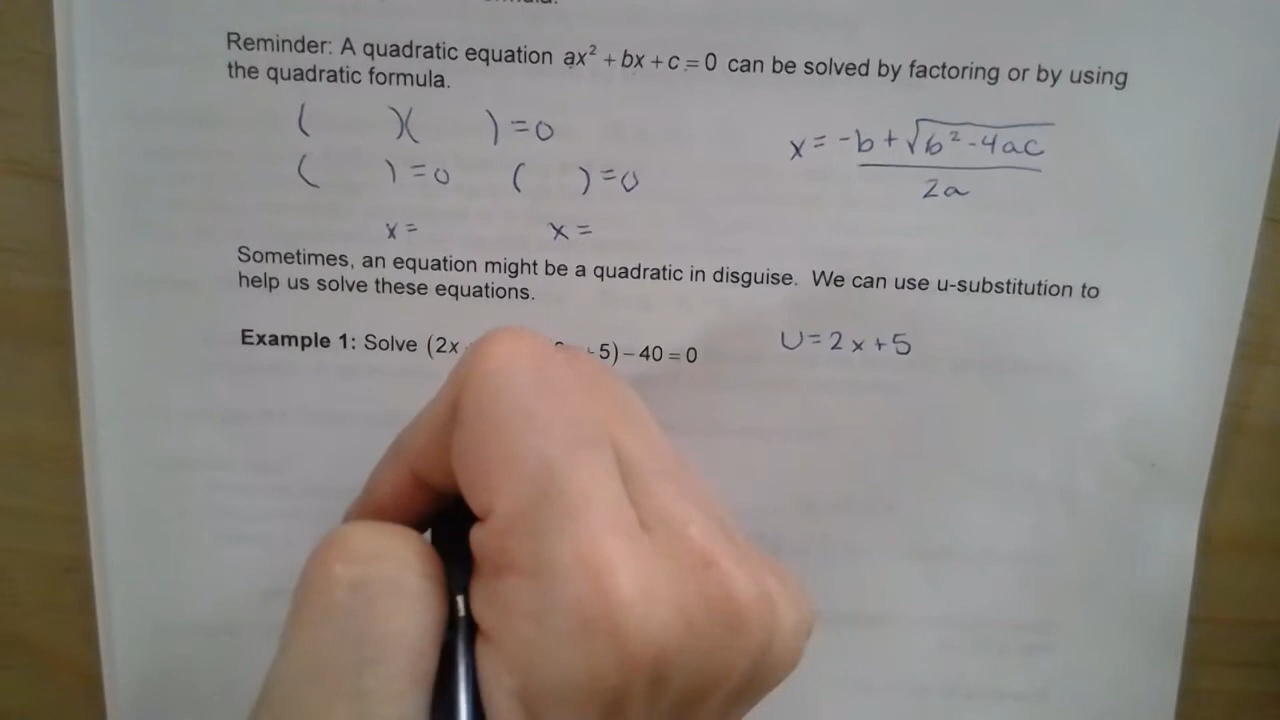 Reminder: A quadratic equation ax² + bx + c = 0 can be solved by factoring or by using
the quadratic formula.
( )( ) = 0
( ) = 0 ( ) = 0
x = x =
x = -b + √b² - 4ac
2a
Sometimes, an equation might be a quadratic in disguise. We can use u-substitution to
help us solve these equations.
Example 1: Solve (2x + 5) − 40 = 0
U = 2x + 5